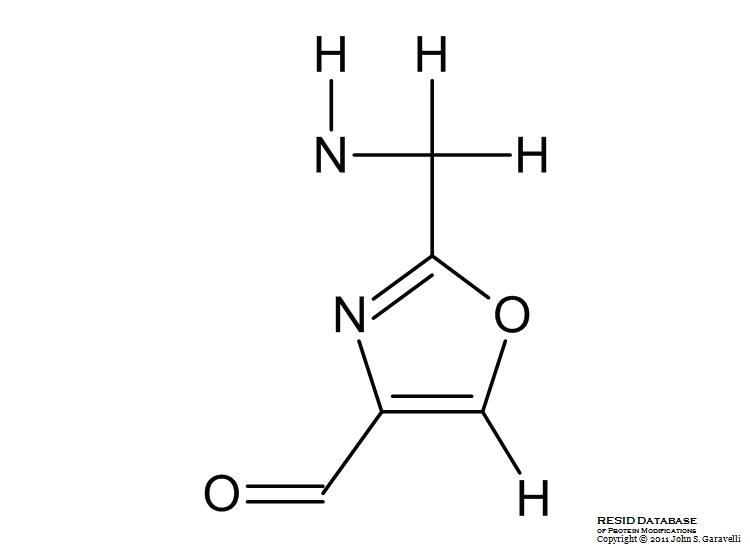 H H
N H
N O
O H
RESID DATABASE
OF PROTEIN MODIFICATIONS
Copyright © 2011 John S. Garavelli